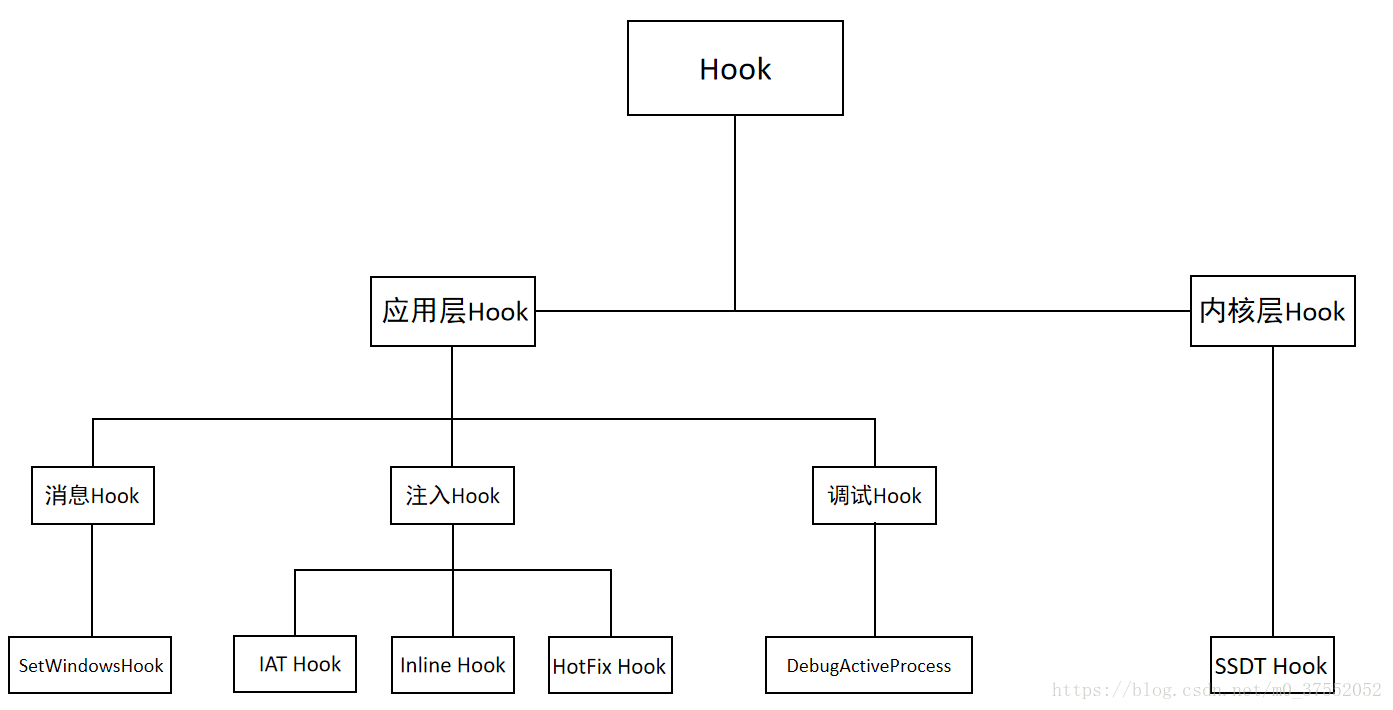 Hook
应用层Hook
内核层Hook
消息Hook
注入Hook
调试Hook
SetWindowsHook
IAT Hook
Inline Hook
HotFix Hook
DebugActiveProcess
SSDT Hook
https://blog.csdn.net/m0_37552052